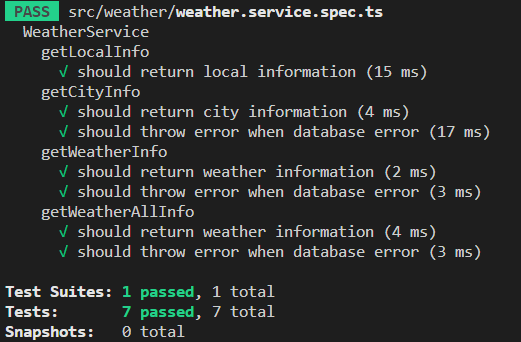 PASS src/weather/weather.service.spec.ts
WeatherService
getLocalInfo
√ should return local information (15 ms)
getCityInfo
√ should return city information (4 ms)
√ should throw error when database error (17 ms)
getWeatherInfo
√ should return weather information (2 ms)
√ should throw error when database error (3 ms)
getWeatherAllInfo
√ should return weather information (4 ms)
√ should throw error when database error (3 ms)
Test Suites: 1 passed, 1 total
Tests: 7 passed, 7 total
Snapshots: 0 total